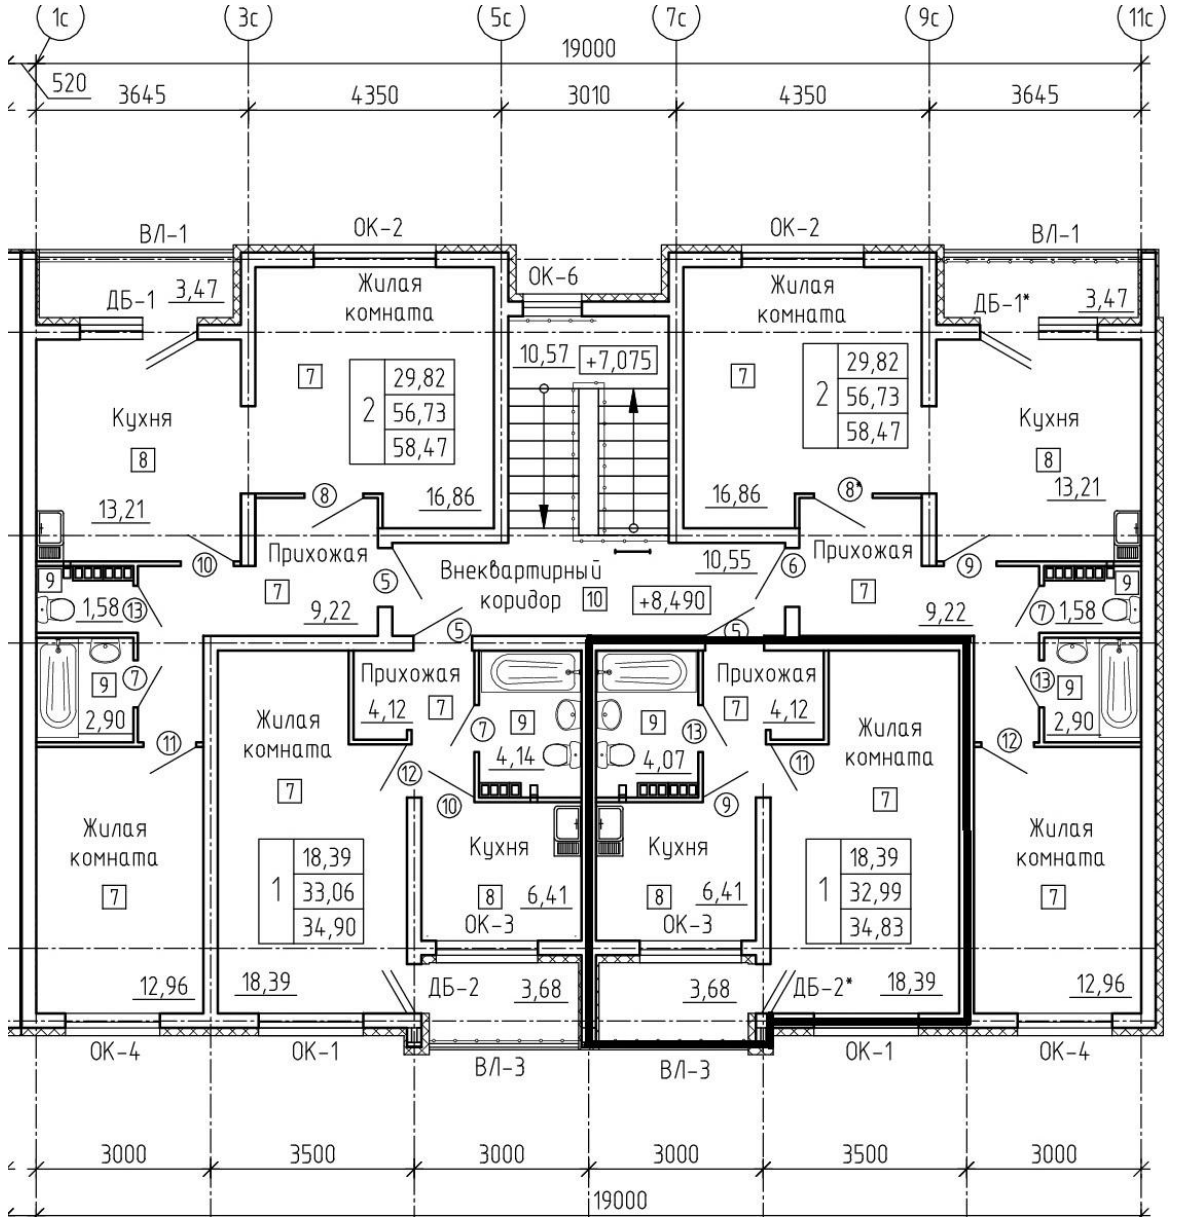 1с 3с 5с 7с 9с 11с
19000
520
3645 4350 3010 4350 3645
ВЛ-1 ОК-2 ОК-2 ВЛ-1
ОК-6
ДБ-1 3,47
Жилая
комната
Жилая
комната
ДБ-1* 3,47
10,57 +7,075
7
2
29,82
56,73
58,47
7
2
29,82
56,73
58,47
Кухня
8
13,21
Кухня
8
13,21
8 16,86
16,86 8*
10 Прихожая
7
9,22
5
Внеквартирный
коридор 10
10,55
+8,490
6
Прихожая
7
9,22
9
9
1,58 13
9
7 1,58
5 5
9
2,90
7
13
9
2,90
Прихожая
4,12 7
7 9
4,14
9
4,07
13
Прихожая
7 4,12
Жилая
комната
7
Жилая
комната
7
11 12 10 9 11 12
Жилая
комната
7
1
18,39
33,06
34,90
Кухня
8 6,41
ОК-3
Кухня
8 6,41
ОК-3
1
18,39
32,99
34,83
Жилая
комната
7
12,96 18,39 ДБ-2 3,68 3,68 ДБ-2* 18,39 12,96
ОК-4 ОК-1 ВЛ-3 ВЛ-3 ОК-1 ОК-4
3000 3500 3000 3000 3500 3000
19000